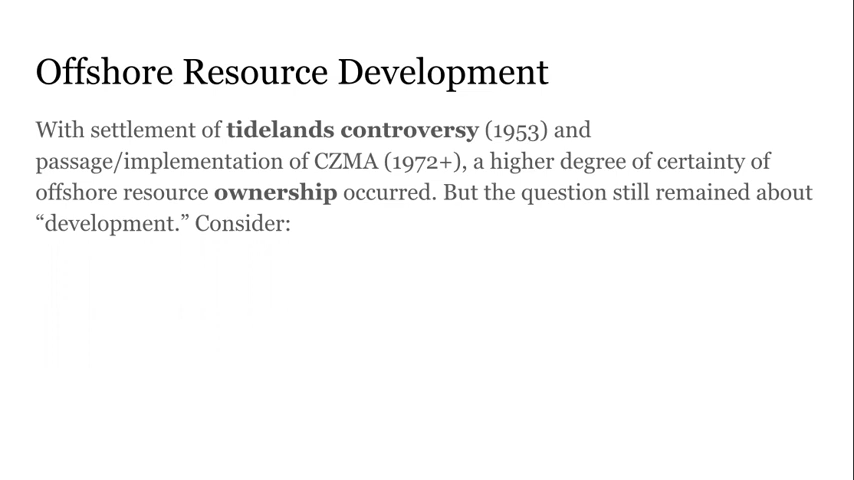 Offshore Resource Development
With settlement of tidelands controversy (1953) and
passage/implementation of CZMA (1972+), a higher degree of certainty of
offshore resource ownership occurred. But the question still remained about
“development.” Consider: